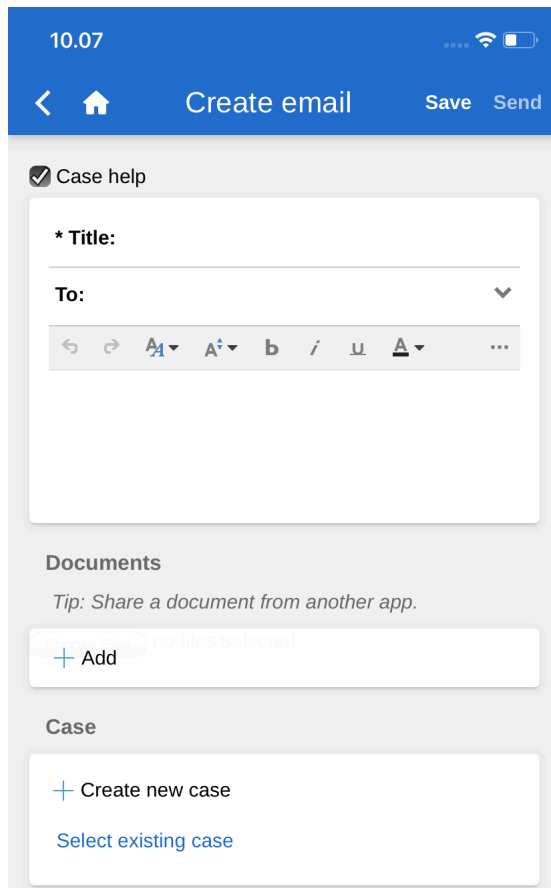 10.07
Create email Save Send
Case help
* Title:
To:
Documents
Tip: Share a document from another app.
no files selected
Add
Case
Create new case
Select existing case